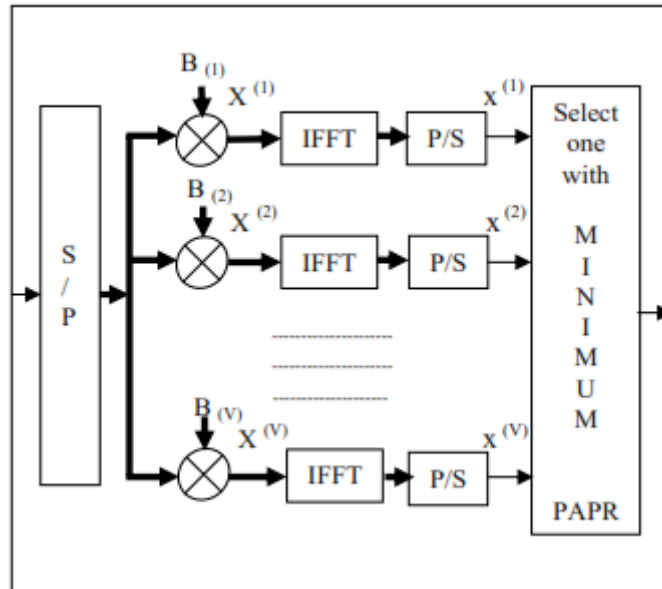 S
/
P
B (1)
X (1)
IFFT
P/S
x (1)
B (2)
X (2)
IFFT
P/S
x (2)
B (V)
X (V)
IFFT
P/S
x (V)
Select
one
with
M
I
N
I
M
U
M
PAPR